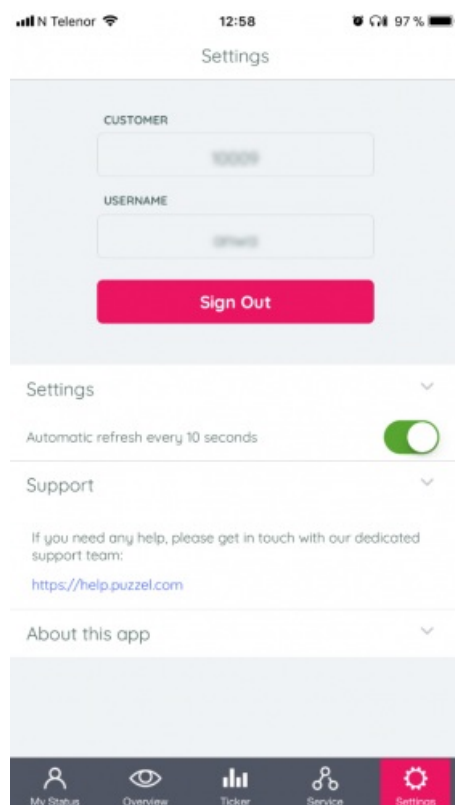 N Telenor 12:58 97 %
Settings
CUSTOMER
USERNAME
Sign Out
Settings
Automatic refresh every 10 seconds
Support
If you need any help, please get in touch with our dedicated
support team:
https://help.puzzel.com
About this app
My Status Overview Ticker Service Settings